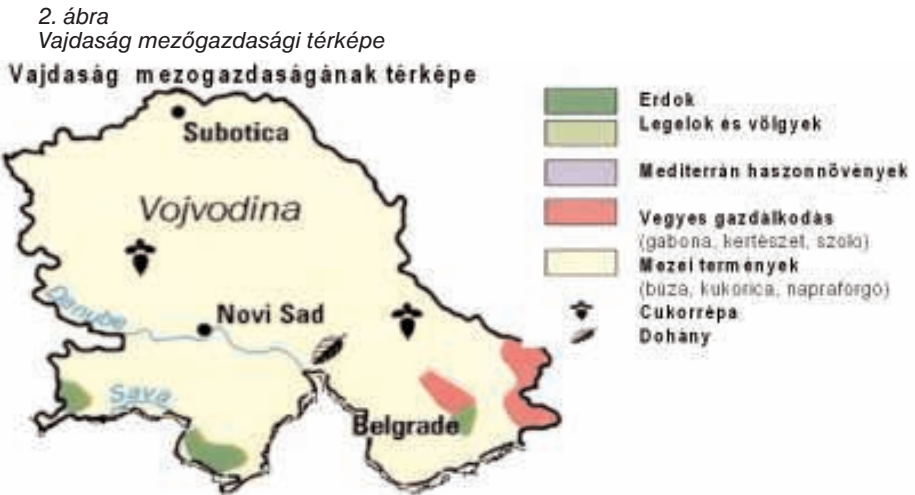 2. ábra
Vajdaság mezőgazdasági térképe
Vajdaság mezogazdaságának térképe
Subotica
Vojvodina
Danube
Novi Sad
Sava
Belgrade
Erdok
Legelok és völgyek
Mediterrán haszonnövények
Vegyes gazdálkodás
(gabona, kertészet, szolo)
Mezei termények
(búza, kukorica, napraforgó)
Cukorrépa
Dohány